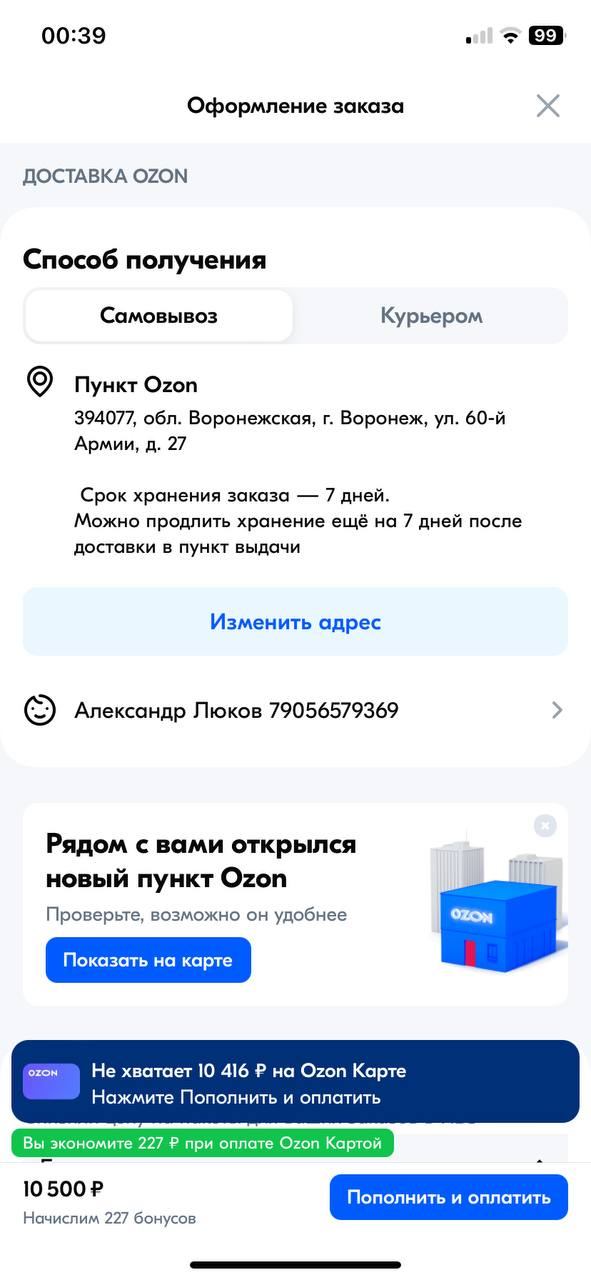 00:39
99
Оформление заказа
ДОСТАВКА OZON
Способ получения
Самовывоз
Курьером
Пункт Ozon
394077, обл. Воронежская, г. Воронеж, ул. 60-й
Армии, д. 27
Срок хранения заказа — 7 дней.
Можно продлить хранение ещё на 7 дней после
доставки в пункт выдачи
Изменить адрес
Александр Люков 79056579369
Рядом с вами открылся
новый пункт Ozon
Проверьте, возможно он удобнее
Показать на карте
OZON
OZON
Не хватает 10 416 ₽ на Ozon Карте
Нажмите Пополнить и оплатить
Вы экономите 227 ₽ при оплате Ozon Картой
10 500 ₽
Пополнить и оплатить
Начислим 227 бонусов